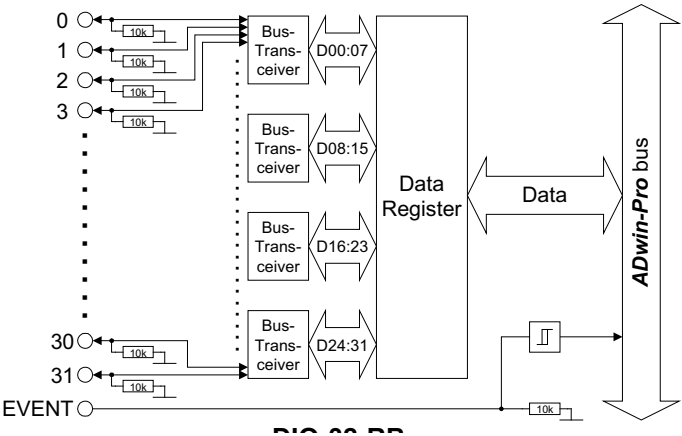 0
10k
1
10k
2
10k
3
10k
Bus-
Trans-
ceiver
D00:07
Bus-
Trans-
ceiver
D08:15
Bus-
Trans-
ceiver
D16:23
Bus-
Trans-
ceiver
D24:31
Data
Register
Data
ADwin-Pro bus
30
10k
31
10k
EVENT
10k